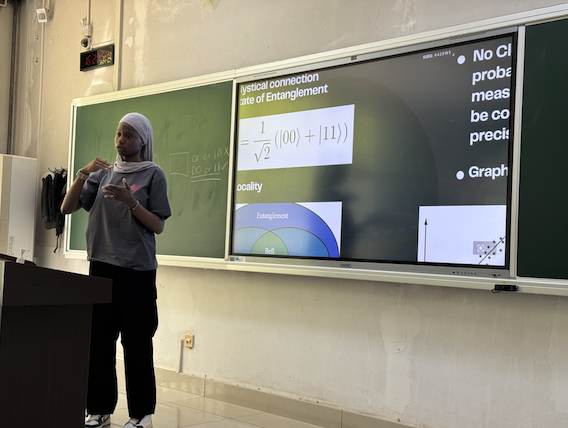 lystical connection
ate of Entanglement
= 1/√2 (|00⟩ + |11⟩)
ocality
Entanglement
Bell
No Cl
proba
meas
be co
precis
Graph